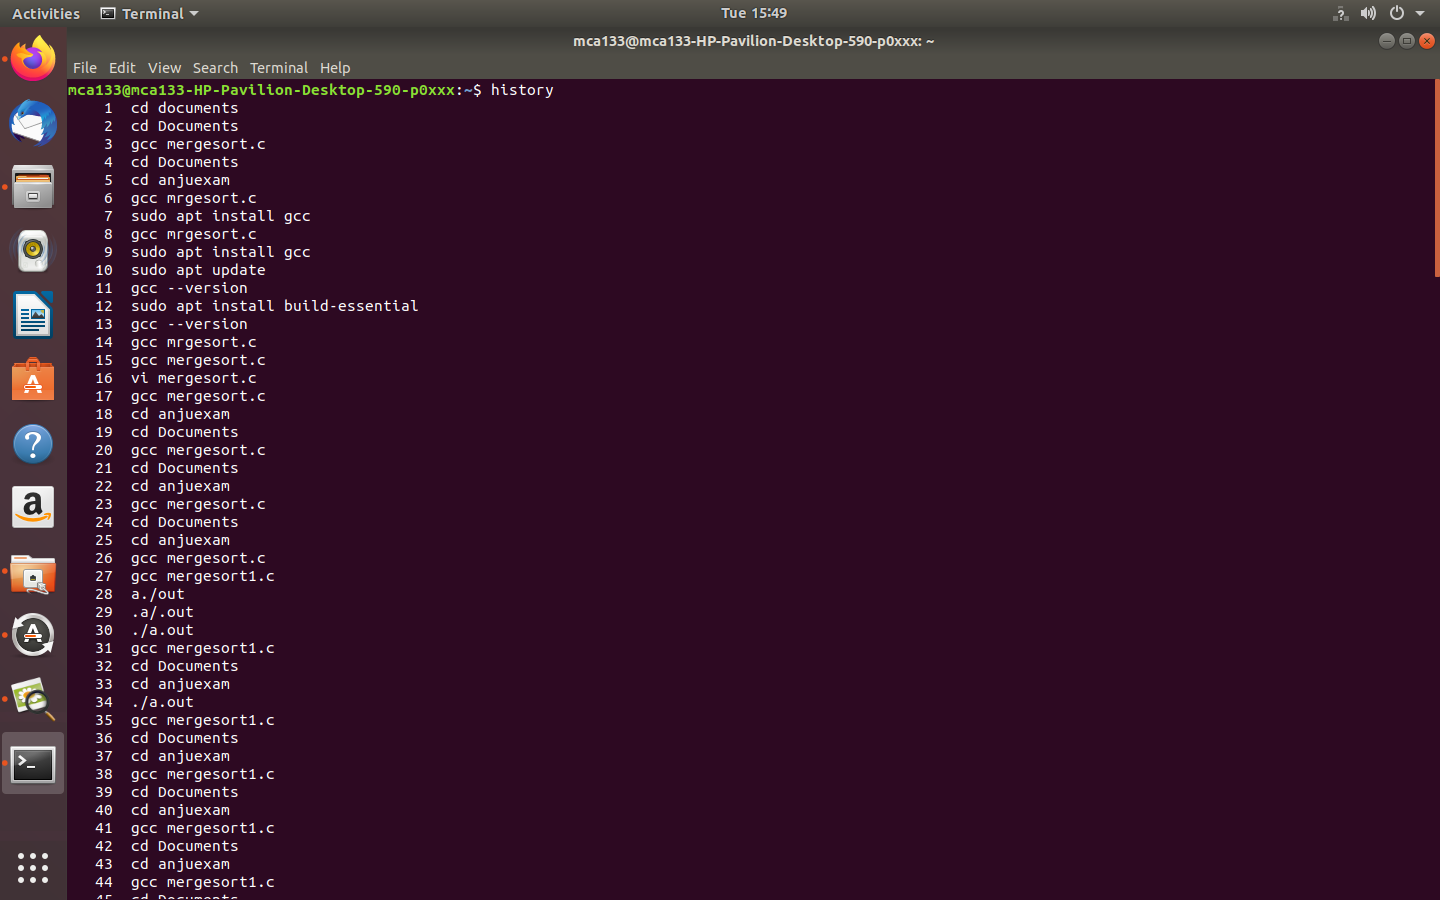 Activities Terminal Tue 15:49
mca133@mca133-HP-Pavilion-Desktop-590-p0xxx: ~
File Edit View Search Terminal Help
mca133@mca133-HP-Pavilion-Desktop-590-p0xxx:~$ history
1 cd documents
2 cd Documents
3 gcc mergesort.c
4 cd Documents
5 cd anjuexam
6 gcc mrgesort.c
7 sudo apt install gcc
8 gcc mrgesort.c
9 sudo apt install gcc
10 sudo apt update
11 gcc --version
12 sudo apt install build-essential
13 gcc --version
14 gcc mrgesort.c
15 gcc mergesort.c
16 vi mergesort.c
17 gcc mergesort.c
18 cd anjuexam
19 cd Documents
20 gcc mergesort.c
21 cd Documents
22 cd anjuexam
23 gcc mergesort.c
24 cd Documents
25 cd anjuexam
26 gcc mergesort.c
27 gcc mergesort1.c
28 a./out
29 .a/.out
30 ./a.out
31 gcc mergesort1.c
32 cd Documents
33 cd anjuexam
34 ./a.out
35 gcc mergesort1.c
36 cd Documents
37 cd anjuexam
38 gcc mergesort1.c
39 cd Documents
40 cd anjuexam
41 gcc mergesort1.c
42 cd Documents
43 cd anjuexam
44 gcc mergesort1.c
45 cd Documents